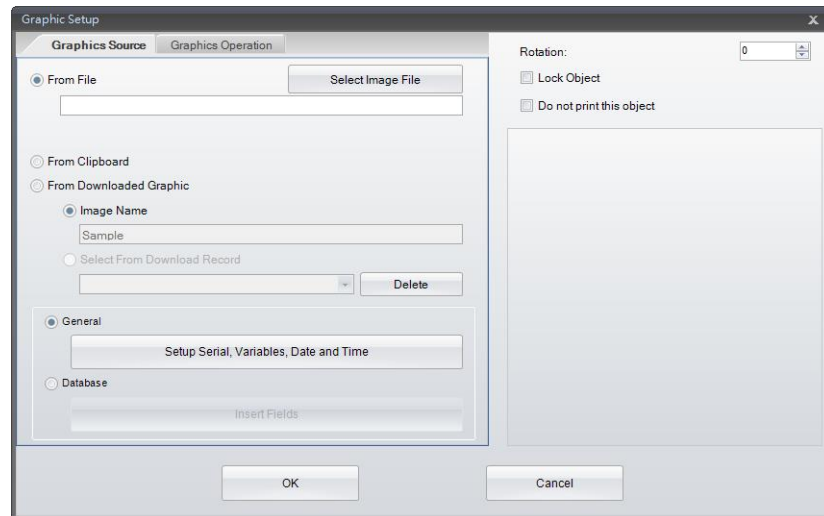 Graphic Setup
x
Graphics Source
Graphics Operation
From File
Select Image File
From Clipboard
From Downloaded Graphic
Image Name
Sample
Select From Download Record
Delete
General
Setup Serial, Variables, Date and Time
Database
Insert Fields
Rotation:
0
Lock Object
Do not print this object
OK
Cancel